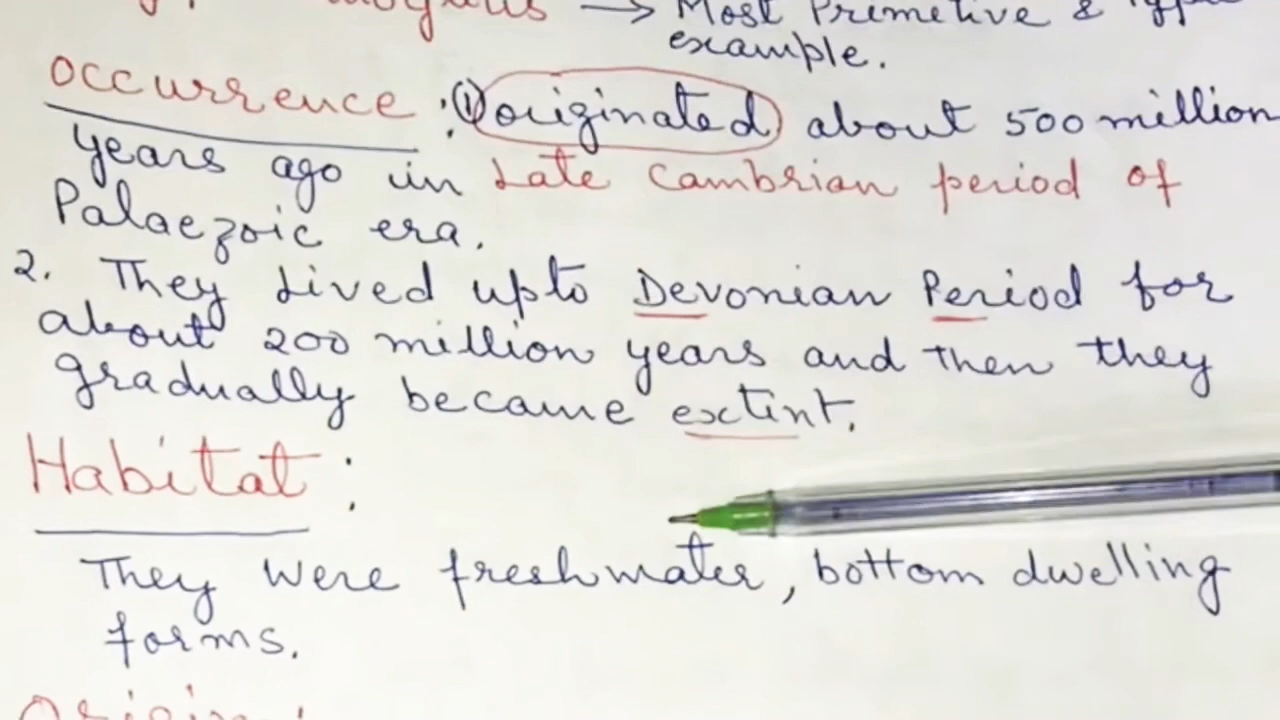 → Most Primetive &
example.
Occurrence : ① originated about 500 million
years ago in Late Cambrian period of
Palaezoic era.
2. They Lived upto Devonian Period for
about 200 million years and then they
gradually became extint.
Habitat :
They were freshwater, bottom dwelling
forms.